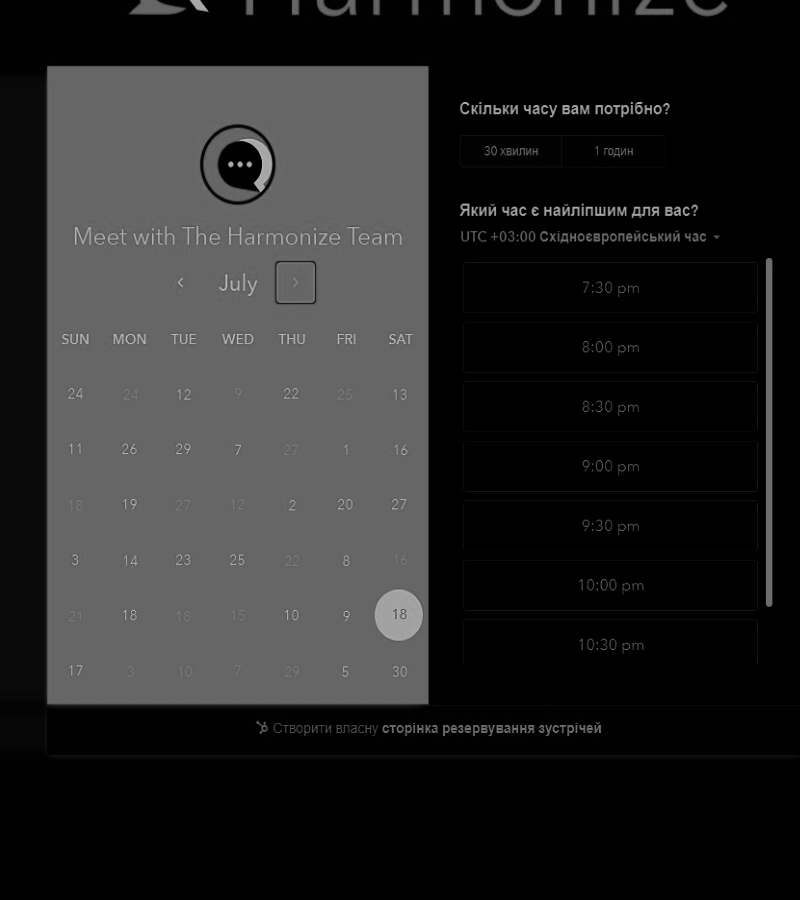 Harmonize
Meet with The Harmonize Team
July
SUN MON TUE WED THU FRI SAT
24 24 12 9 22 25 13
11 26 29 7 27 1 16
18 19 27 12 2 20 27
3 14 23 25 22 8 16
21 18 18 15 10 9 18
17 3 10 7 29 5 30
Скільки часу вам потрібно?
30 хвилин 1 годин
Який час є найліпшим для вас?
UTC +03:00 Східноєвропейський час
7:30 pm
8:00 pm
8:30 pm
9:00 pm
9:30 pm
10:00 pm
10:30 pm
Створити власну сторінка резервування зустрічей